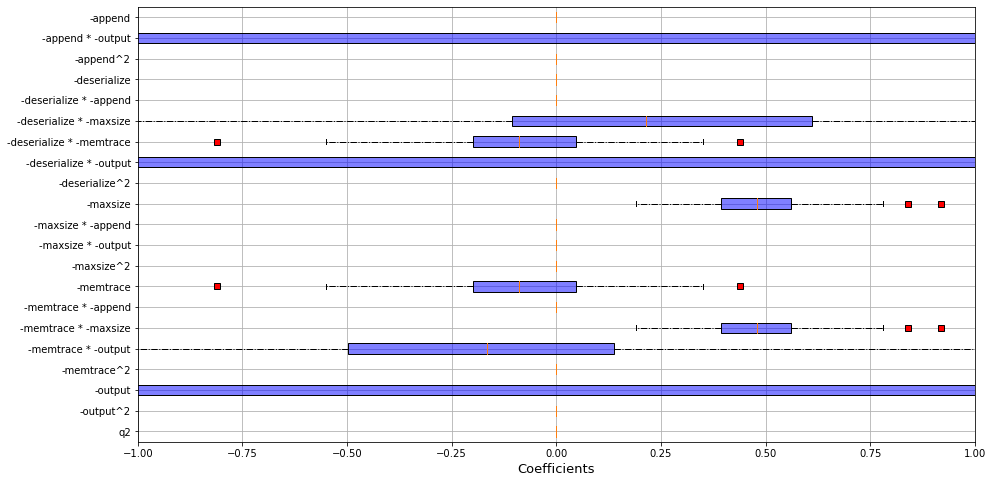 -append
-append * -output
-append^2
-deserialize
-deserialize * -append
-deserialize * -maxsize
-deserialize * -memtrace
-deserialize * -output
-deserialize^2
-maxsize
-maxsize * -append
-maxsize * -output
-maxsize^2
-memtrace
-memtrace * -append
-memtrace * -maxsize
-memtrace * -output
-memtrace^2
-output
-output^2
q2
−1.00 −0.75 −0.50 −0.25 0.00 0.25 0.50 0.75 1.00
Coefficients